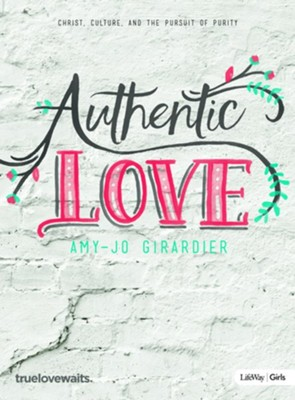 CHRIST, CULTURE, AND THE PURSUIT OF PURITY
Authentic
LOVE
AMY-JO GIRARDIER
truelovewaits.
LifeWay | Girls